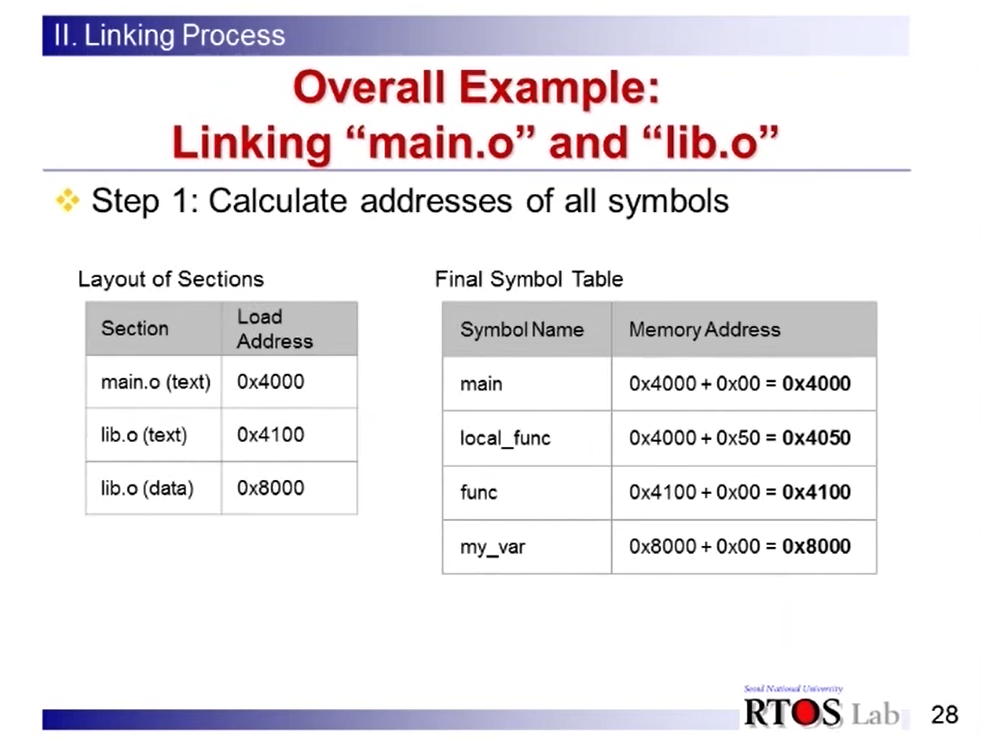 II. Linking Process
Overall Example:
Linking “main.o” and “lib.o”
Step 1: Calculate addresses of all symbols
Layout of Sections
Section Load Address
main.o (text) 0x4000
lib.o (text) 0x4100
lib.o (data) 0x8000
Final Symbol Table
Symbol Name Memory Address
main 0x4000 + 0x00 = 0x4000
local_func 0x4000 + 0x50 = 0x4050
func 0x4100 + 0x00 = 0x4100
my_var 0x8000 + 0x00 = 0x8000
Seoul National University
RTOS Lab
28